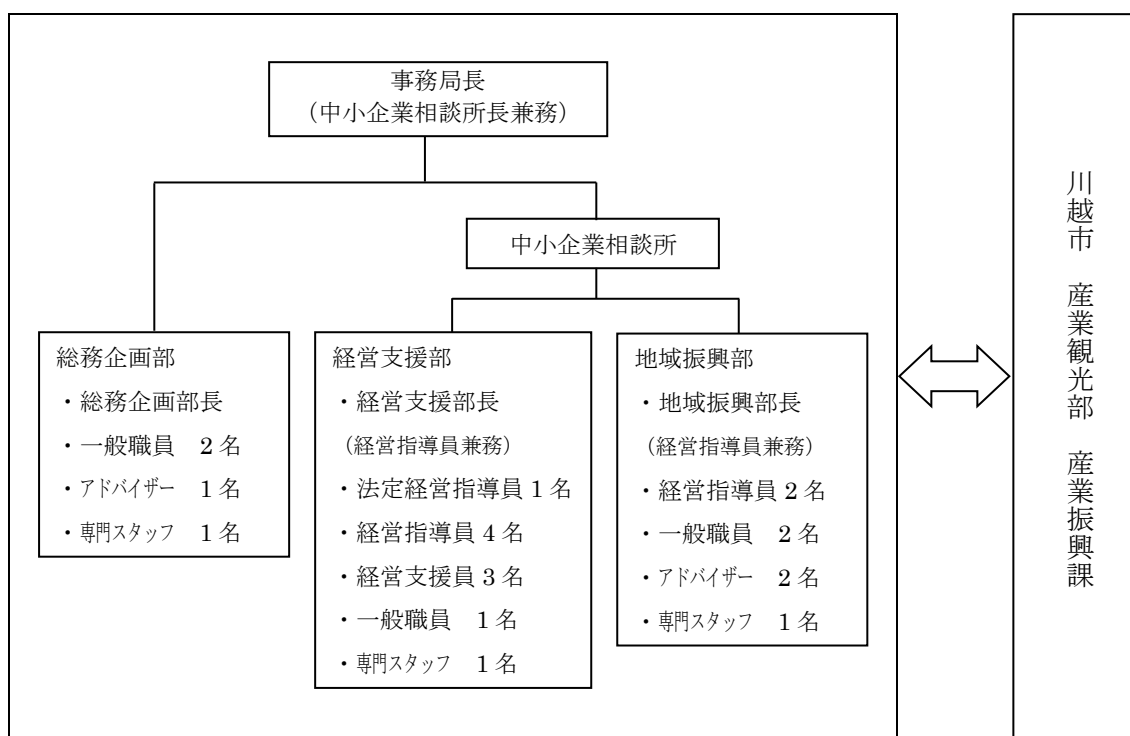 事務局長
（中小企業相談所長兼務）
中小企業相談所
総務企画部
・総務企画部長
・一般職員　2名
・アドバイザー　1名
・専門スタッフ　1名
経営支援部
・経営支援部長
（経営指導員兼務）
・法定経営指導員1名
・経営指導員4名
・経営支援員3名
・一般職員　1名
・専門スタッフ　1名
地域振興部
・地域振興部長
（経営指導員兼務）
・経営指導員2名
・一般職員　2名
・アドバイザー　2名
・専門スタッフ　1名
川越市　産業観光部　産業振興課